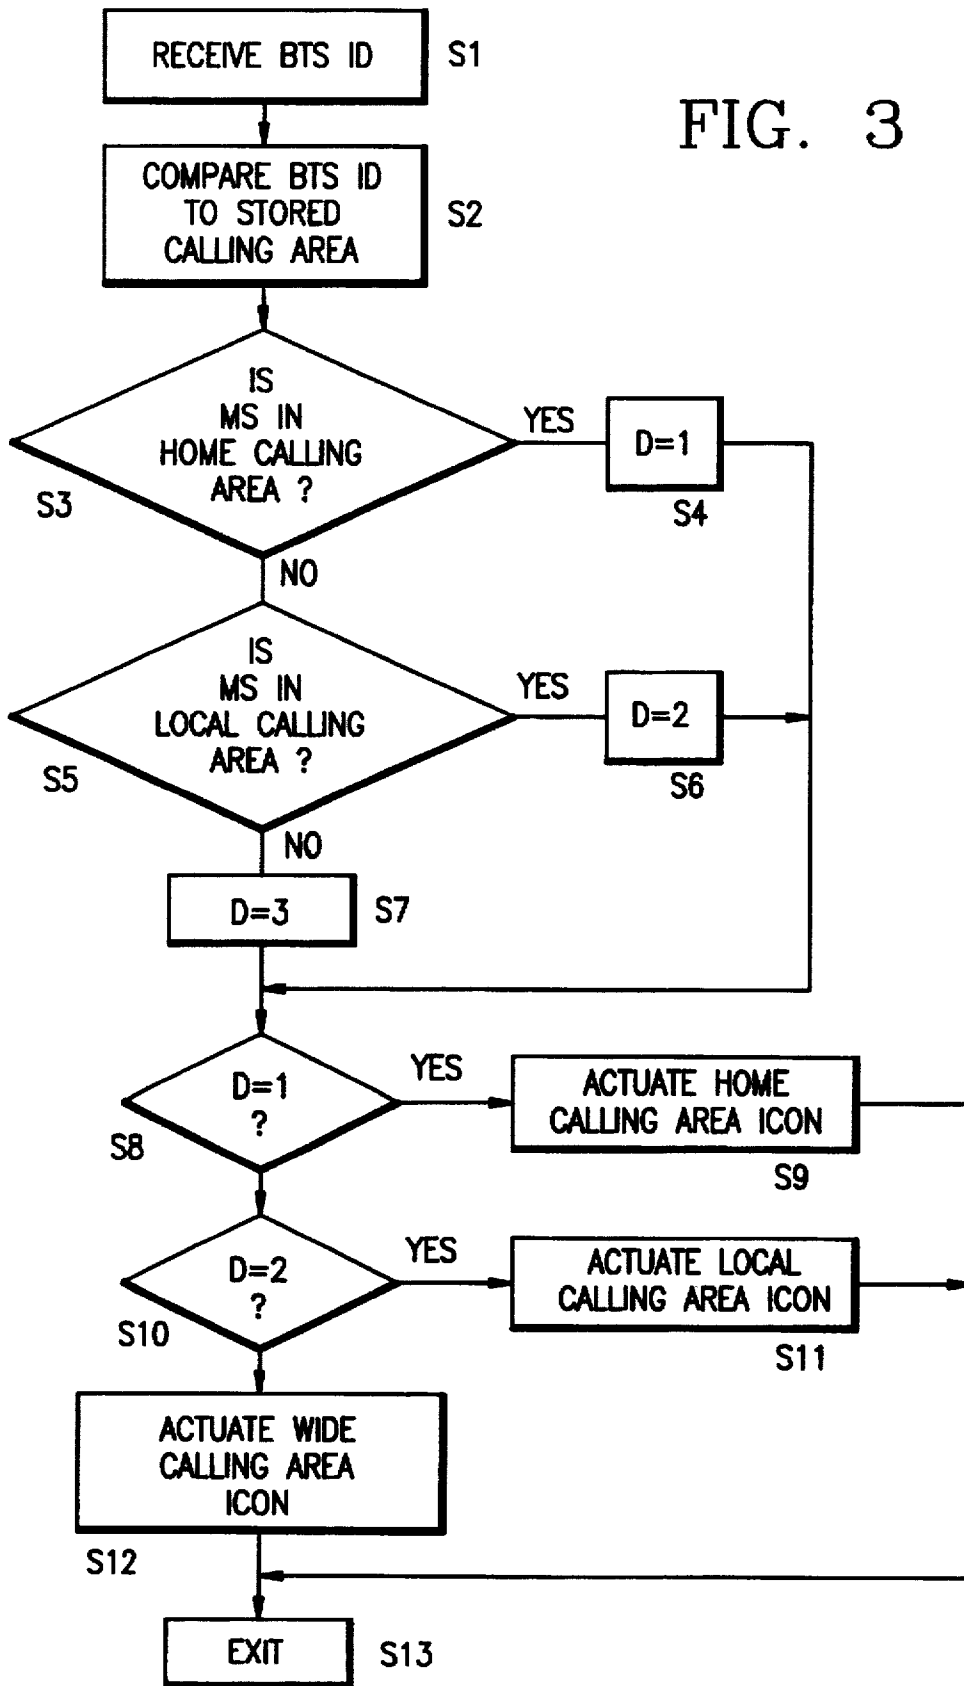 RECEIVE BTS ID
S1
FIG. 3
COMPARE BTS ID
TO STORED
CALLING AREA
S2
IS
MS IN
HOME CALLING
AREA ?
S3
YES
D=1
S4
NO
IS
MS IN
LOCAL CALLING
AREA ?
S5
YES
D=2
S6
NO
D=3
S7
D=1
?
S8
YES
ACTUATE HOME
CALLING AREA ICON
S9
D=2
?
S10
YES
ACTUATE LOCAL
CALLING AREA ICON
S11
ACTUATE WIDE
CALLING AREA
ICON
S12
EXIT
S13